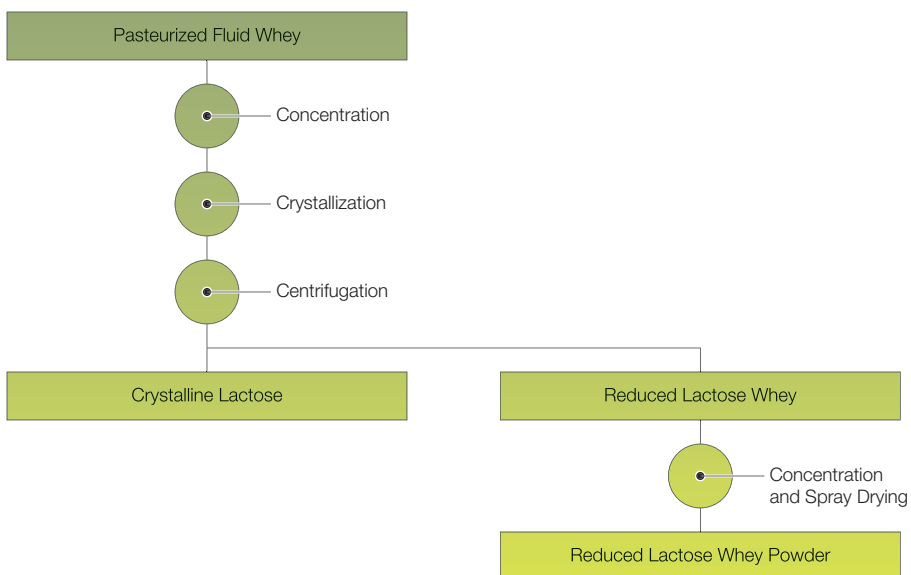 Pasteurized Fluid Whey
Concentration
Crystallization
Centrifugation
Crystalline Lactose
Reduced Lactose Whey
Concentration
and Spray Drying
Reduced Lactose Whey Powder